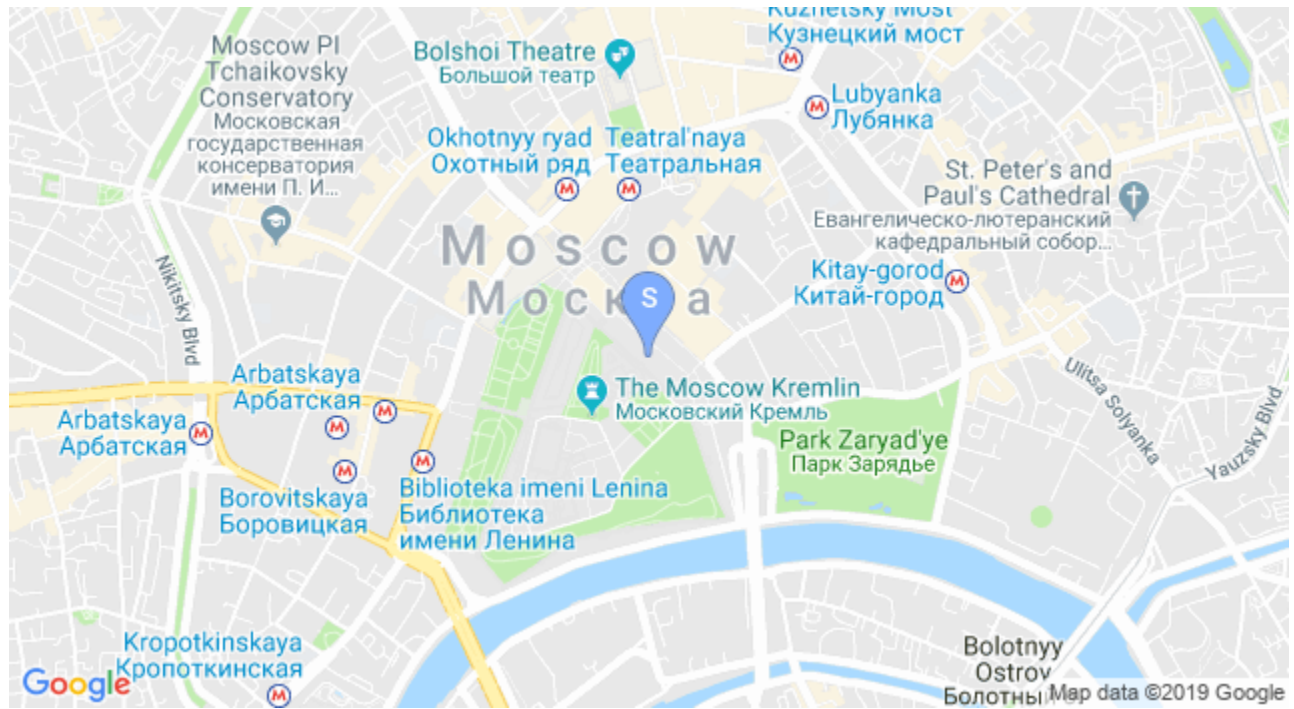 Kuznetsky Most
Кузнецкий мост
Moscow PI
Tchaikovsky
Conservatory
Московская
государственная
консерватория
имени П. И...
Bolshoi Theatre
Большой театр
Lubyanka
Лубянка
Okhotnyy ryad
Охотный ряд
Teatral'naya
Театральная
St. Peter's and
Paul's Cathedral
Евангелическо-лютеранский
кафедральный собор...
Moscow
Москва
S
Kitay-gorod
Китай-город
Nikitsky Blvd
Arbatskaya
Арбатская
Arbatskaya
Арбатская
The Moscow Kremlin
Московский Кремль
Ulitsa Solyanka
Park Zaryad'ye
Парк Зарядье
Yauzsky Blvd
Borovitskaya
Боровицкая
Biblioteka imeni Lenina
Библиотека
имени Ленина
Kropotkinskaya
Кропоткинская
Bolotnyy
Ostrov
Google
Map data ©2019 Google